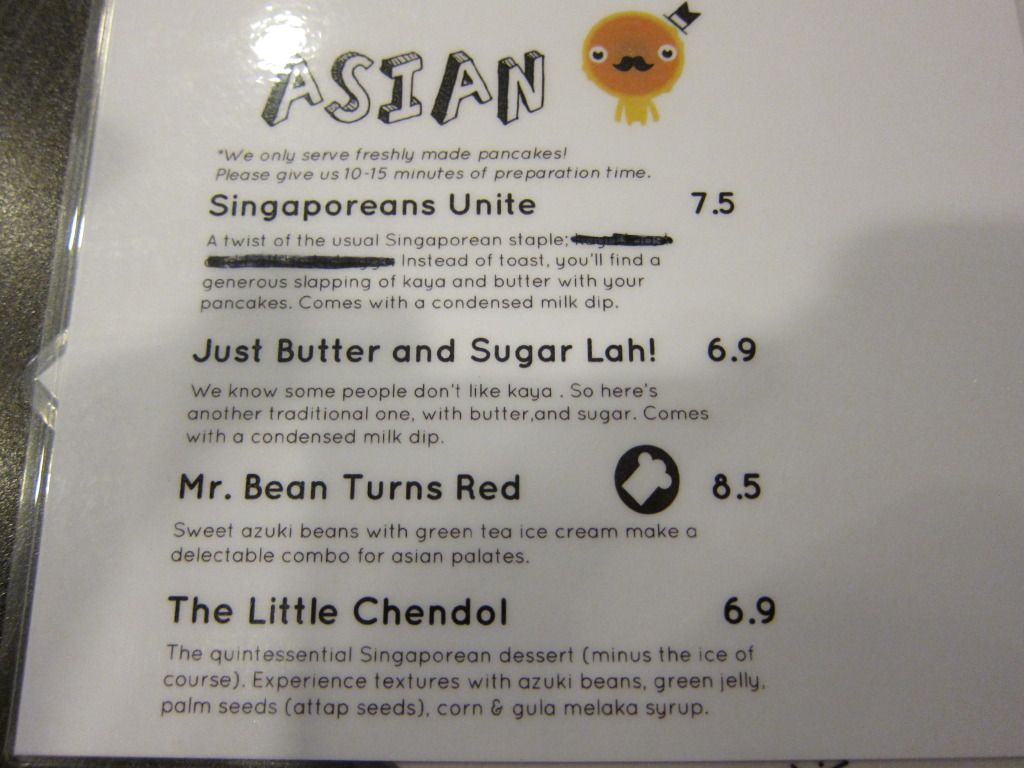 ASIAN
*We only serve freshly made pancakes!
Please give us 10-15 minutes of preparation time.
Singaporeans Unite 7.5
A twist of the usual Singaporean staple;
Instead of toast, you'll find a
generous slapping of kaya and butter with your
pancakes. Comes with a condensed milk dip.
Just Butter and Sugar Lah! 6.9
We know some people don't like kaya . So here's
another traditional one, with butter,and sugar. Comes
with a condensed milk dip.
Mr. Bean Turns Red 8.5
Sweet azuki beans with green tea ice cream make a
delectable combo for asian palates.
The Little Chendol 6.9
The quintessential Singaporean dessert (minus the ice of
course). Experience textures with azuki beans, green jelly,
palm seeds (attap seeds), corn & gula melaka syrup.